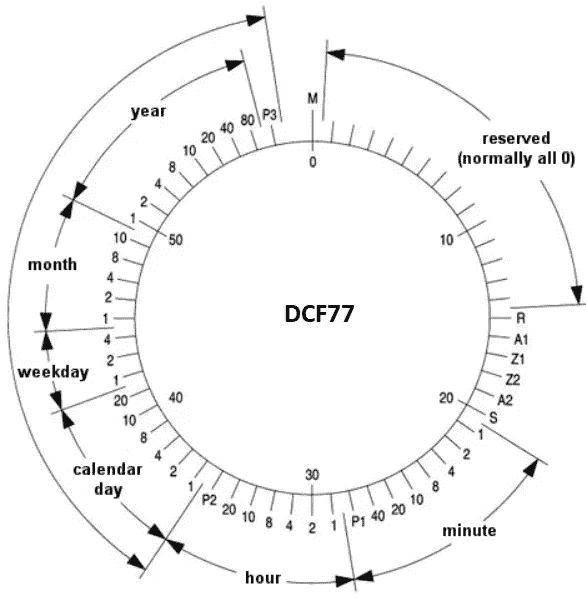 M
reserved
(normally all 0)
0
10
R
A1
Z1
Z2
A2
20
S
1
2
4
8
10
20
40
P1
minute
30
1
2
4
8
10
20
P2
hour
1
2
4
8
10
20
40
calendar
day
1
2
4
weekday
1
2
4
8
10
month
50
1
2
4
8
10
20
40
80
year
P3
DCF77